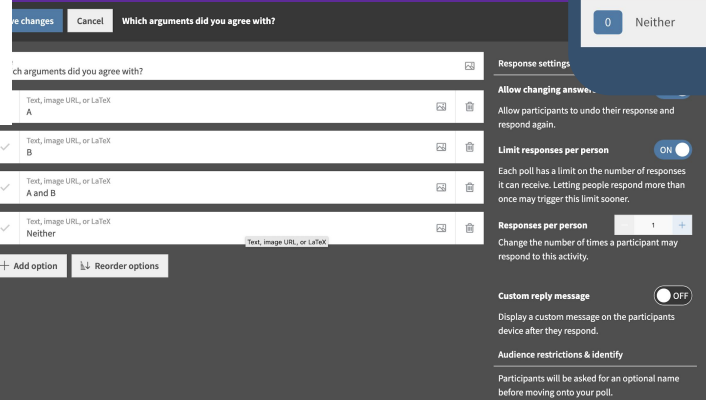 ve changes
Cancel
Which arguments did you agree with?
0
Neither
ch arguments did you agree with?
Text, image URL, or LaTeX
A
Text, image URL, or LaTeX
B
Text, image URL, or LaTeX
A and B
Text, image URL, or LaTeX
Neither
Text, image URL, or LaTeX
Add option
Reorder options
Response settings
Allow changing answers
Allow participants to undo their response and
respond again.
Limit responses per person
ON
Each poll has a limit on the number of responses
it can receive. Letting people respond more than
once may trigger this limit sooner.
Responses per person
1
Change the number of times a participant may
respond to this activity.
Custom reply message
OFF
Display a custom message on the participants
device after they respond.
Audience restrictions & identify
Participants will be asked for an optional name
before moving onto your poll.